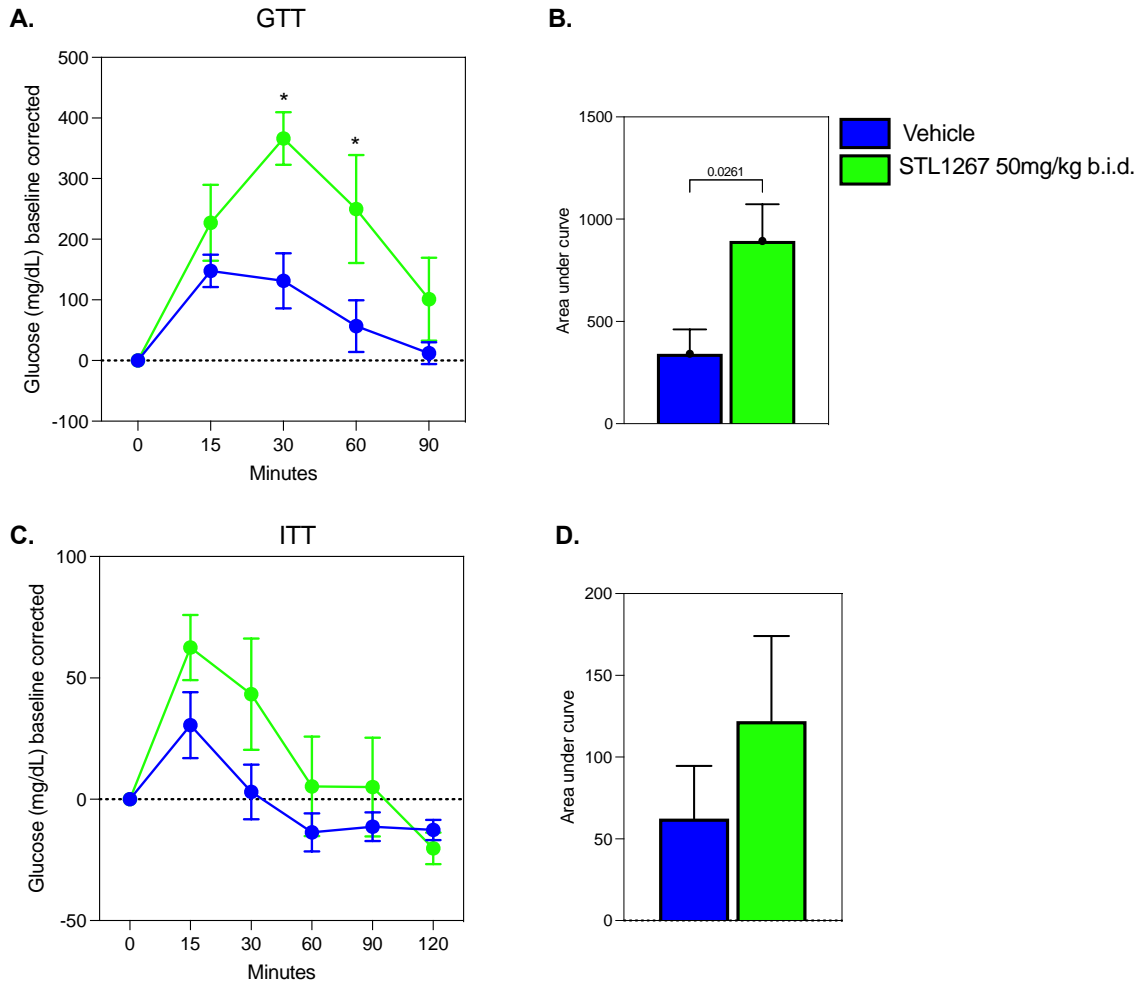 A.
GTT
Glucose (mg/dL) baseline corrected
500
400
300
200
100
0
-100
*
*
0 15 30 60 90
Minutes
B.
Area under curve
1500
1000
500
0
0.0261
Vehicle
STL1267 50mg/kg b.i.d.
C.
ITT
Glucose (mg/dL) baseline corrected
100
50
0
-50
0 15 30 60 90 120
Minutes
D.
Area under curve
200
150
100
50
0